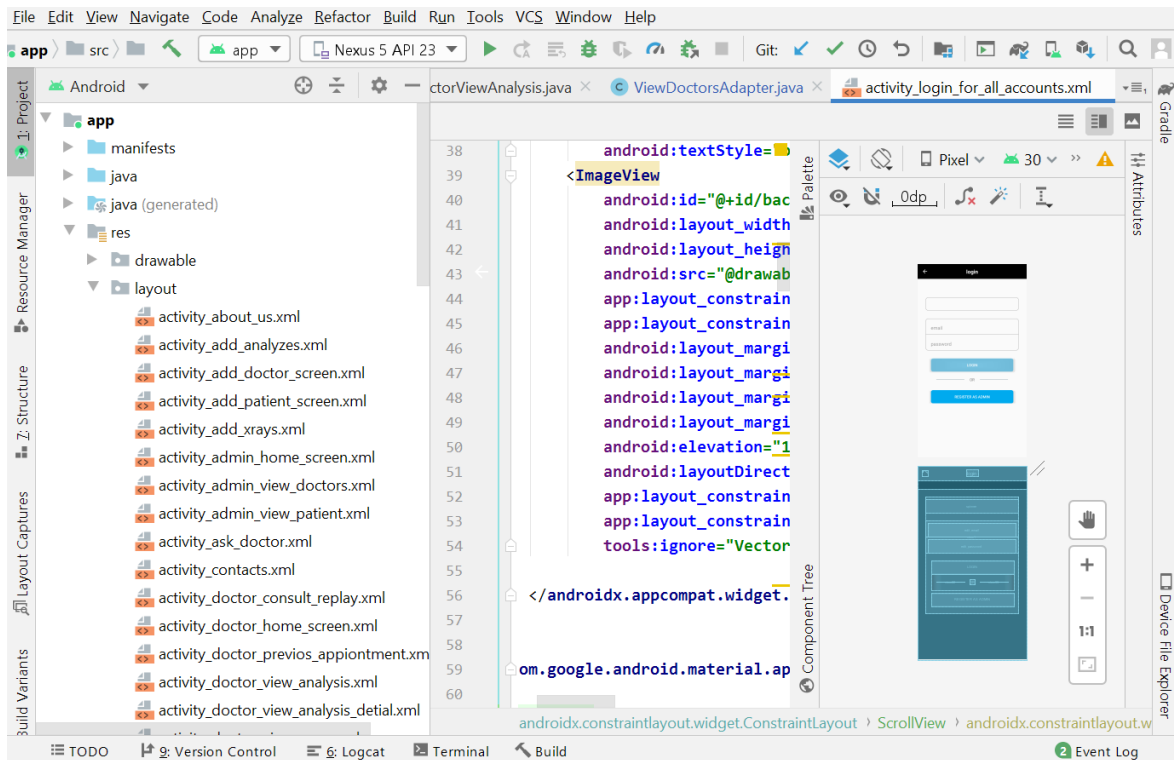 File Edit View Navigate Code Analyze Refactor Build Run Tools VCS Window Help
app src app Nexus 5 API 23 Git:
1: Project
Resource Manager
Z: Structure
Layout Captures
Build Variants
Android
app
manifests
java
java (generated)
res
drawable
layout
activity_about_us.xml
activity_add_analyzes.xml
activity_add_doctor_screen.xml
activity_add_patient_screen.xml
activity_add_xrays.xml
activity_admin_home_screen.xml
activity_admin_view_doctors.xml
activity_admin_view_patient.xml
activity_ask_doctor.xml
activity_contacts.xml
activity_doctor_consult_replay.xml
activity_doctor_home_screen.xml
activity_doctor_previos_appiontment.xm
activity_doctor_view_analysis.xml
activity_doctor_view_analysis_detial.xml
ctorViewAnalysis.java ViewDoctorsAdapter.java activity_login_for_all_accounts.xml
38 android:textStyle=
39 <ImageView
40 android:id="@+id/bac
41 android:layout_width
42 android:layout_heigh
43 android:src="@drawab
44 app:layout_constrain
45 app:layout_constrain
46 android:layout_margi
47 android:layout_margi
48 android:layout_margi
49 android:layout_margi
50 android:elevation="1
51 android:layoutDirect
52 app:layout_constrain
53 app:layout_constrain
54 tools:ignore="Vector
55
56 </androidx.appcompat.widget.
57
58
59 om.google.android.material.ap
60
androidx.constraintlayout.widget.ConstraintLayout › ScrollView › androidx.constraintlayout.w
Palette
Component Tree
Pixel 30 »
0dp
login
email
password
LOGIN
OR
REGISTER AS ADMIN
1:1
Gradle
Attributes
Device File Explorer
TODO 9: Version Control 6: Logcat Terminal Build 2 Event Log